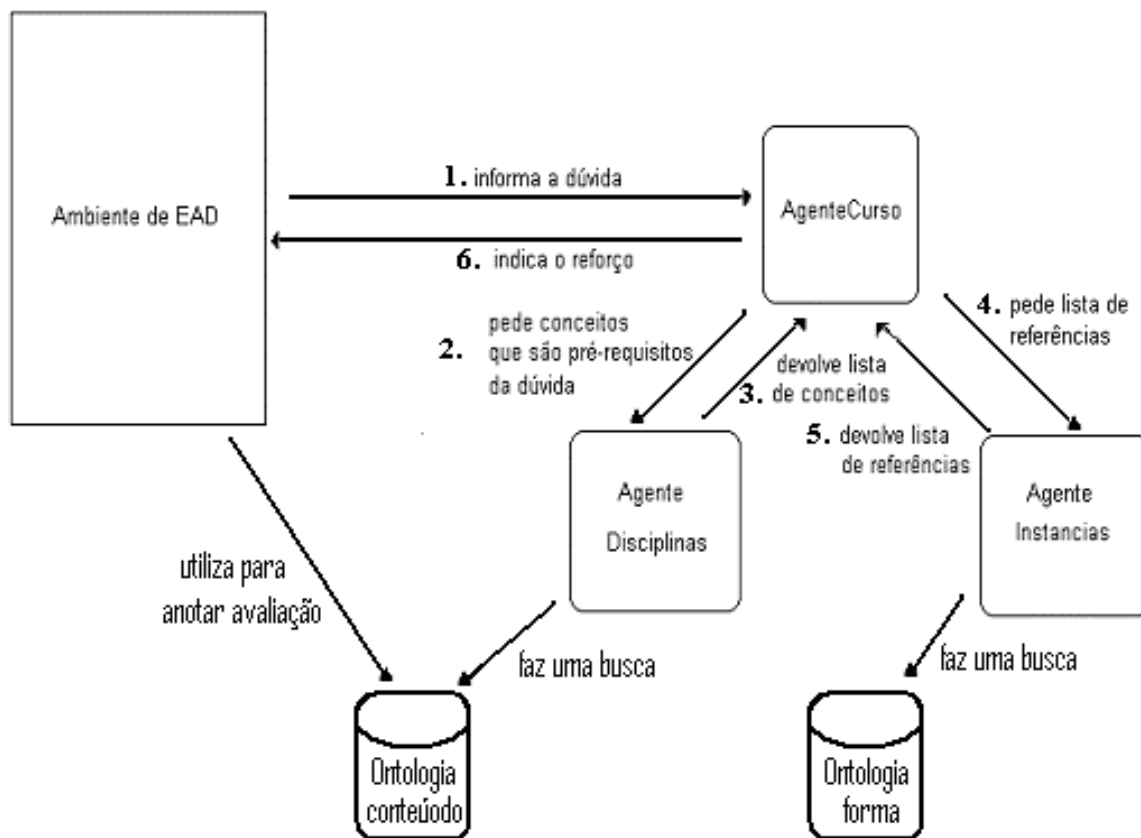 1. informa a dúvida
Ambiente de EAD
AgenteCurso
6. indica o reforço
4. pede lista de
referências
pede conceitos
2. que são pré-requisitos
da dúvida
devolve lista
3. de conceitos
5. devolve lista
de referências
Agente
Disciplinas
Agente
Instancias
utiliza para
anotar avaliação
faz uma busca
faz uma busca
Ontologia
conteúodo
Ontologia
forma